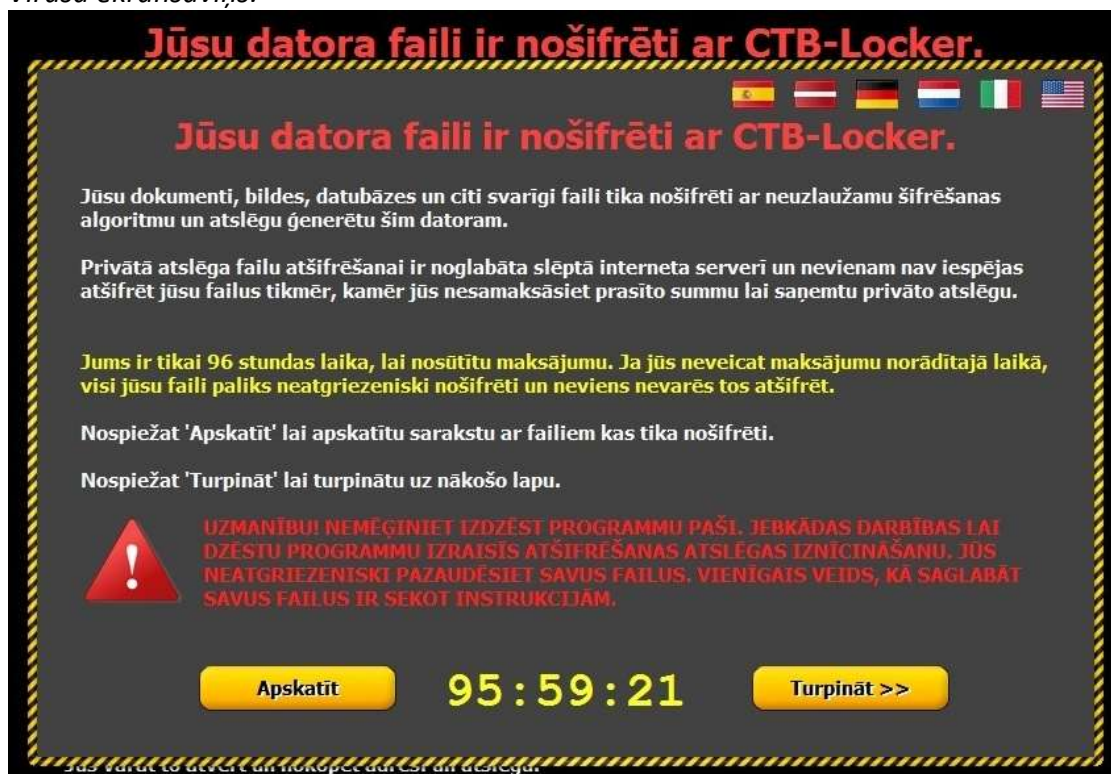 Jūsu datora faili ir nošifrēti ar CTB-Locker.
Jūsu datora faili ir nošifrēti ar CTB-Locker.
Jūsu dokumenti, bildes, datubāzes un citi svarīgi faili tika nošifrēti ar neuzlaužamu šifrēšanas
algoritmu un atslēgu ģenerētu šim datoram.
Privātā atslēga failu atšifrēšanai ir noglabāta slēptā interneta serverī un nevienam nav iespējas
atšifrēt jūsu failus tikmēr, kamēr jūs nesamaksāsiet prasīto summu lai saņemtu privāto atslēgu.
Jums ir tikai 96 stundas laika, lai nosūtītu maksājumu. Ja jūs neveicat maksājumu norādītajā laikā,
visi jūsu faili paliks neatgriezeniski nošifrēti un neviens nevarēs tos atšifrēt.
Nospiežat 'Apskatīt' lai apskatītu sarakstu ar failiem kas tika nošifrēti.
Nospiežat 'Turpināt' lai turpinātu uz nākošo lapu.
UZMANĪBU! NEMĒĢINIET IZDZĒST PROGRAMMU PAŠI. JEBKĀDAS DARBĪBAS LAI
DZĒSTU PROGRAMMU IZRAISĪS ATŠIFRĒŠANAS ATSLĒGAS IZNĪCINĀŠANU. JŪS
NEATGRIEZENISKI PAZAUDĒSIET SAVUS FAILUS. VIENĪGAIS VEIDS, KĀ SAGLABĀT
SAVUS FAILUS IR SEKOT INSTRUKCIJĀM.
Apskatīt 95:59:21 Turpināt >>